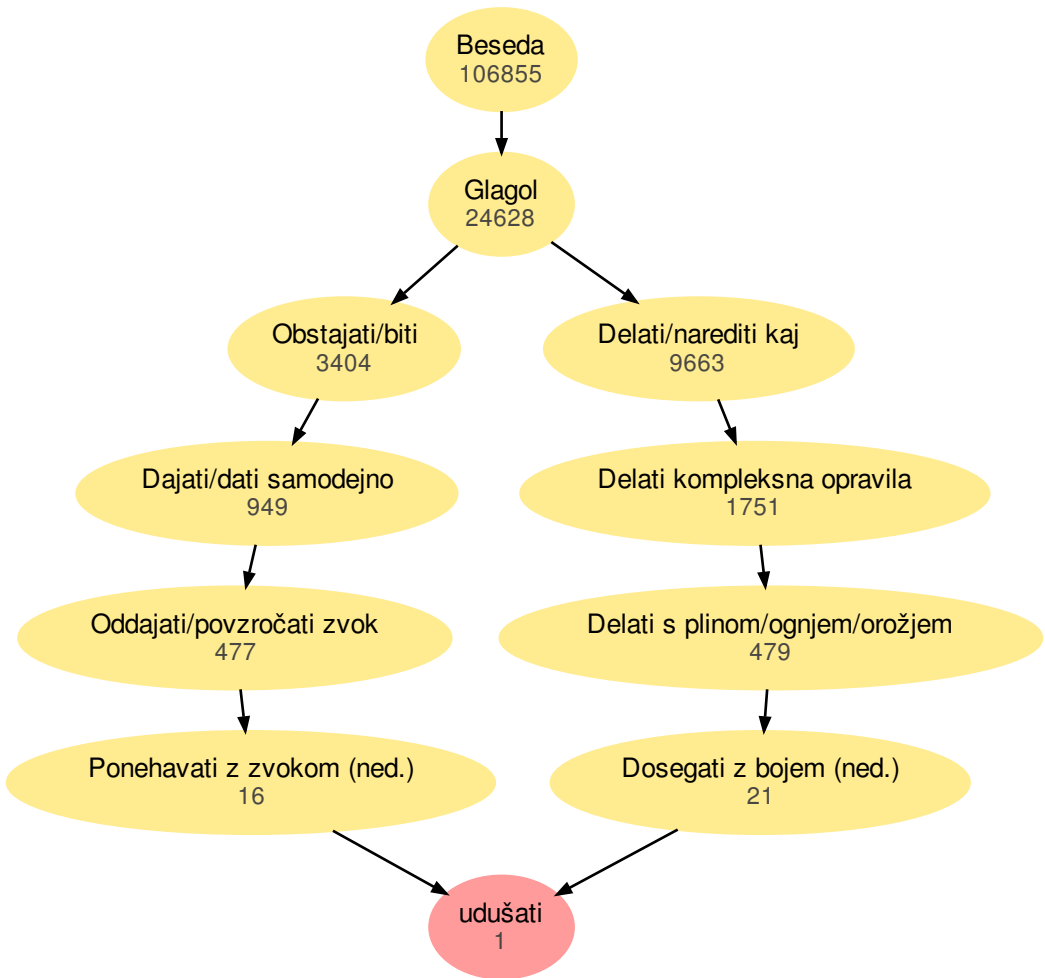 Beseda
106855
Glagol
24628
Obstajati/biti
3404
Delati/narediti kaj
9663
Dajati/dati samodejno
949
Delati kompleksna opravila
1751
Oddajati/povzročati zvok
477
Delati s plinom/ognjem/orožjem
479
Ponehavati z zvokom (ned.)
16
Dosegati z bojem (ned.)
21
udušati
1